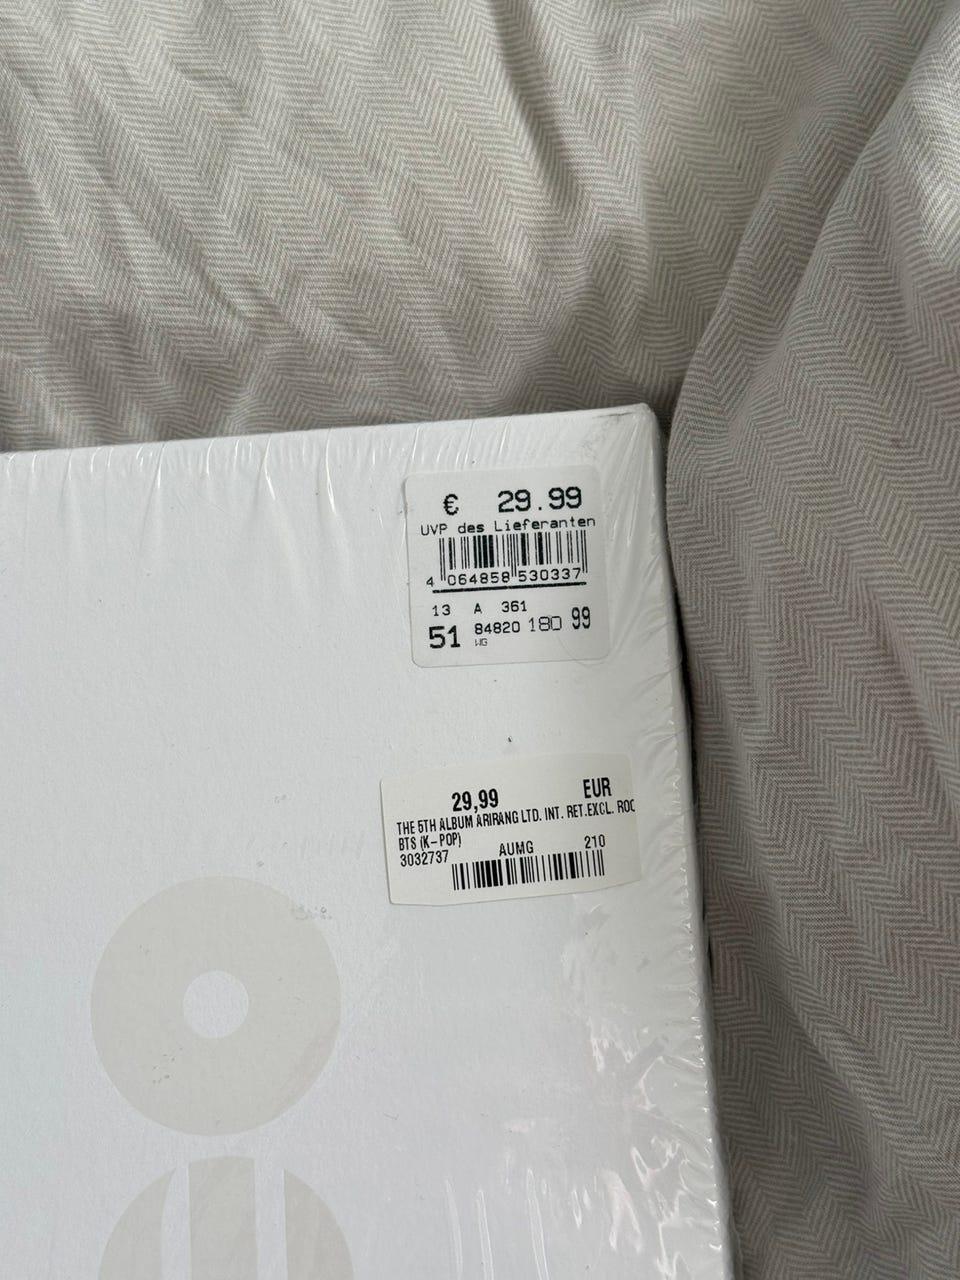 € 29.99
UVP des Lieferanten
4 064858 530337
13 A 361
51 84820 180 99
WG
29,99 EUR
THE 5TH ALBUM ARIRANG LTD. INT. RET.EXCL. ROO
BTS (K-POP)
3032737 AUMG 210